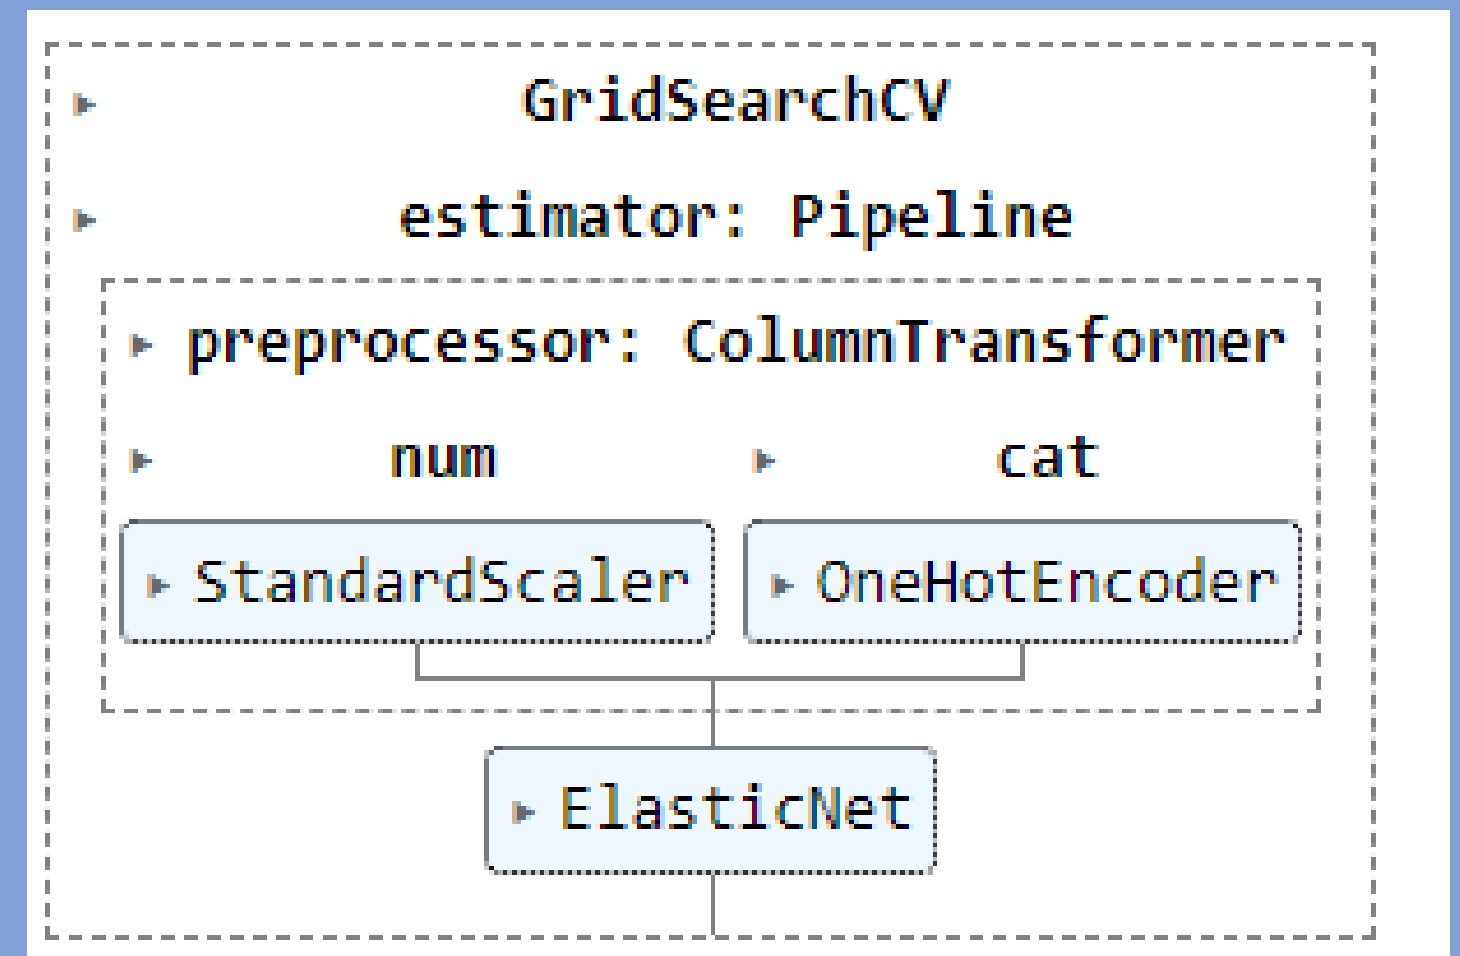 GridSearchCV
estimator: Pipeline
preprocessor: ColumnTransformer
num cat
StandardScaler OneHotEncoder
ElasticNet